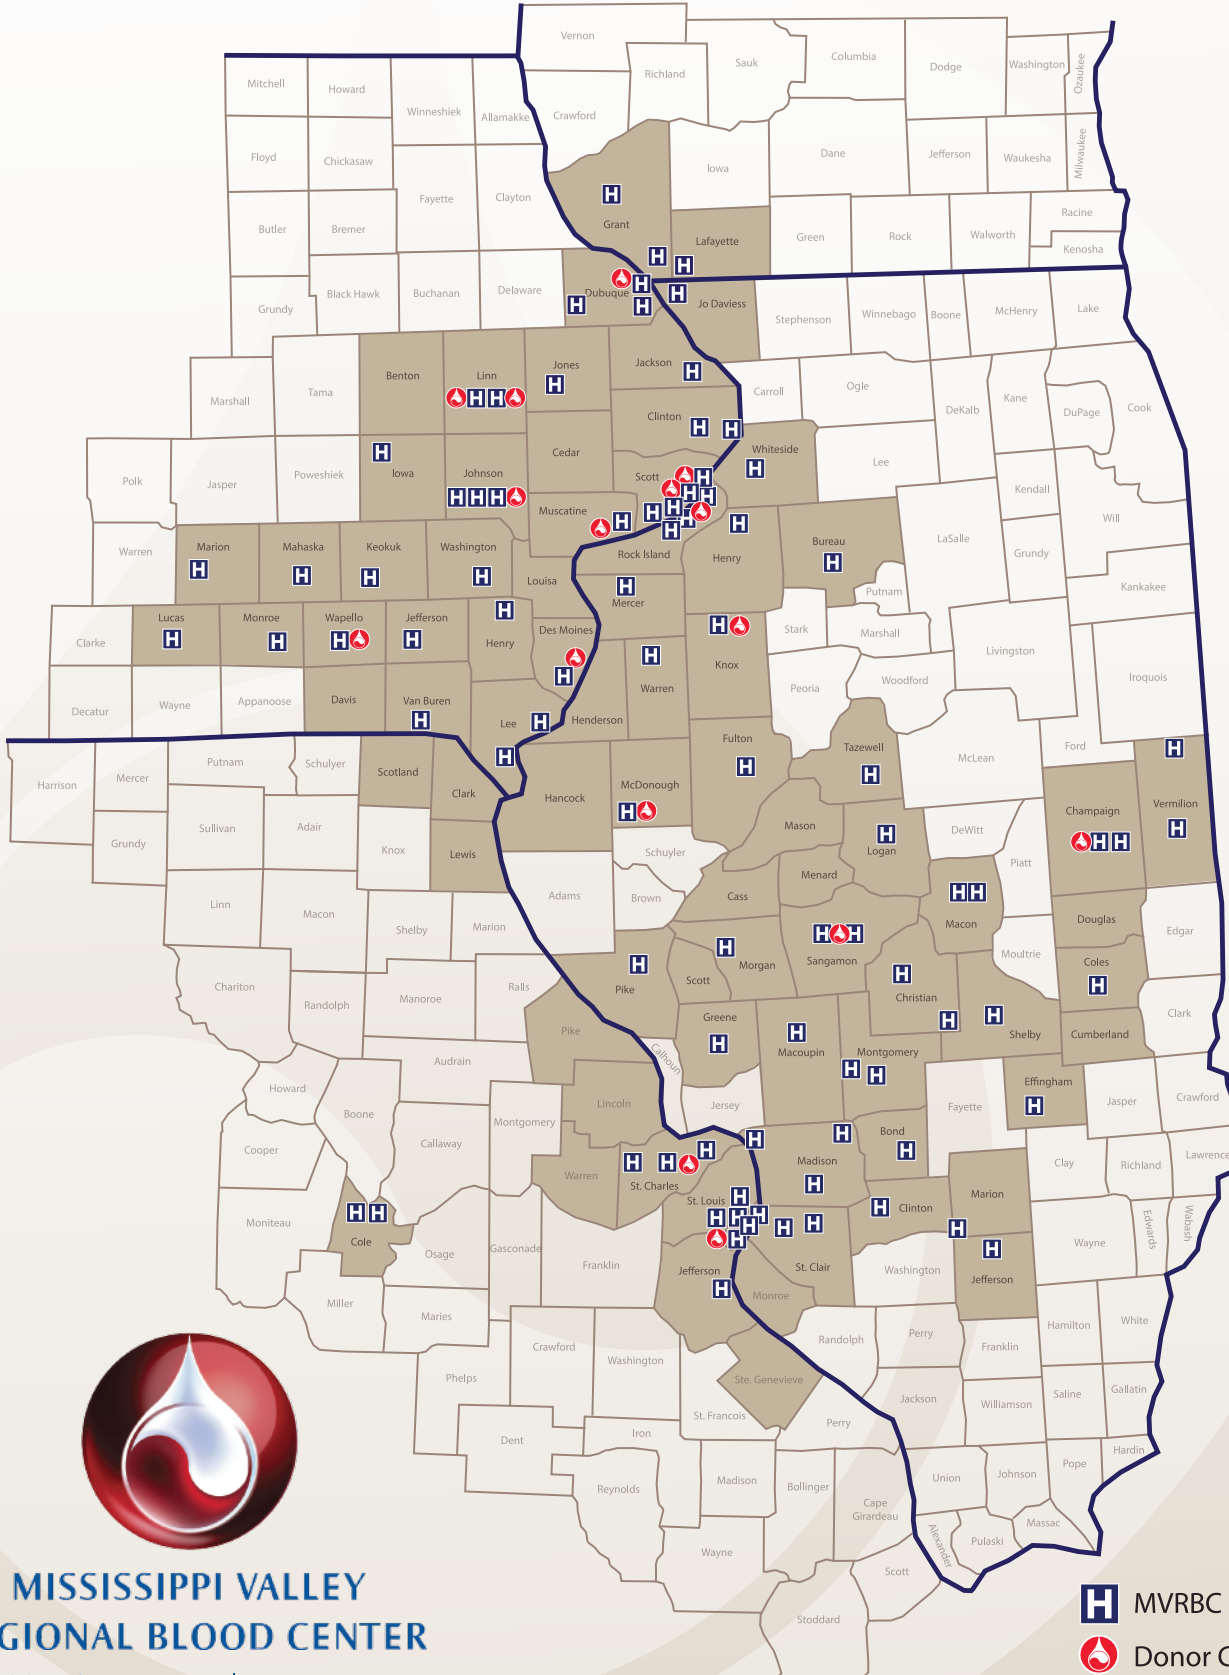 Vernon
Richland
Sauk
Columbia
Dodge
Washington
Ozaukee
Mitchell
Howard
Winneshiek
Allamakke
Crawford
Floyd
Chickasaw
Iowa
Dane
Jefferson
Waukesha
Milwaukee
Fayette
Clayton
Grant
Butler
Bremer
Lafayette
Green
Rock
Walworth
Racine
Kenosha
Grundy
Black Hawk
Buchanan
Delaware
Dubuque
Jo Daviess
Stephenson
Winnebago
Boone
McHenry
Lake
Marshall
Tama
Benton
Linn
Jones
Jackson
Carroll
Ogle
DeKalb
Kane
DuPage
Cook
Clinton
Polk
Jasper
Poweshiek
Iowa
Johnson
Cedar
Scott
Whiteside
Lee
Kendall
Will
Muscatine
Warren
Marion
Mahaska
Keokuk
Washington
Louisa
Rock Island
Henry
Bureau
LaSalle
Grundy
Putnam
Kankakee
Mercer
Clarke
Lucas
Monroe
Wapello
Jefferson
Henry
Des Moines
Stark
Marshall
Livingston
Iroquois
Knox
Warren
Peoria
Woodford
Decatur
Wayne
Appanoose
Davis
Van Buren
Lee
Henderson
Fulton
Tazewell
McLean
Ford
Harrison
Mercer
Putnam
Schulyer
Scotland
Clark
Hancock
McDonough
Mason
Logan
DeWitt
Champaign
Vermilion
Sullivan
Adair
Grundy
Knox
Lewis
Schuyler
Menard
Piatt
Linn
Macon
Shelby
Marion
Adams
Brown
Cass
Macon
Douglas
Edgar
Morgan
Sangamon
Moultrie
Coles
Chariton
Randolph
Manoroe
Ralls
Pike
Scott
Christian
Shelby
Cumberland
Clark
Pike
Greene
Macoupin
Montgomery
Howard
Audrain
Calhoun
Effingham
Jasper
Crawford
Boone
Lincoln
Jersey
Fayette
Cooper
Callaway
Montgomery
Warren
St. Charles
Madison
Bond
Clay
Richland
Lawrence
Moniteau
Cole
Osage
Gasconade
Franklin
St. Louis
Clinton
Marion
Wayne
Edwards
Wabash
Jefferson
St. Clair
Washington
Jefferson
Miller
Maries
Monroe
Randolph
Perry
Franklin
Hamilton
White
Phelps
Crawford
Washington
Ste. Genevieve
Jackson
Williamson
Saline
Gallatin
St. Francois
Perry
Dent
Iron
Reynolds
Madison
Bollinger
Cape
Girardeau
Union
Johnson
Pope
Hardin
Alexander
Pulaski
Massac
Wayne
Scott
Stoddard
MISSISSIPPI VALLEY
GIONAL BLOOD CENTER
H MVRBC
Donor C